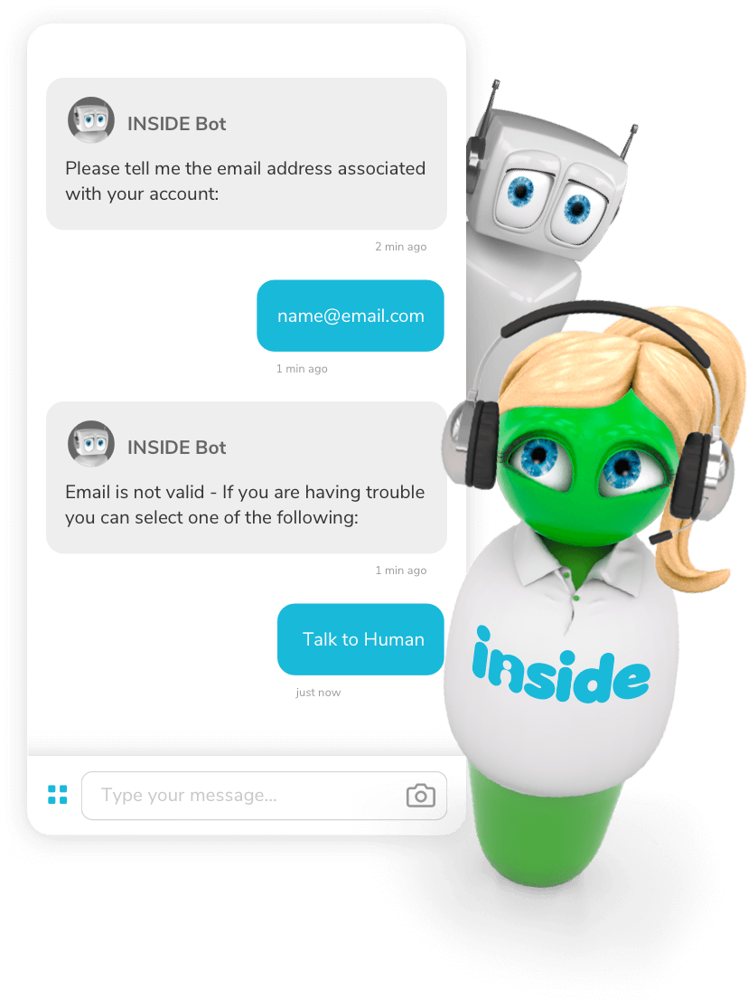 INSIDE Bot
Please tell me the email address associated
with your account:
2 min ago
name@email.com
1 min ago
INSIDE Bot
Email is not valid - If you are having trouble
you can select one of the following:
1 min ago
Talk to Human
just now
inside
Type your message...